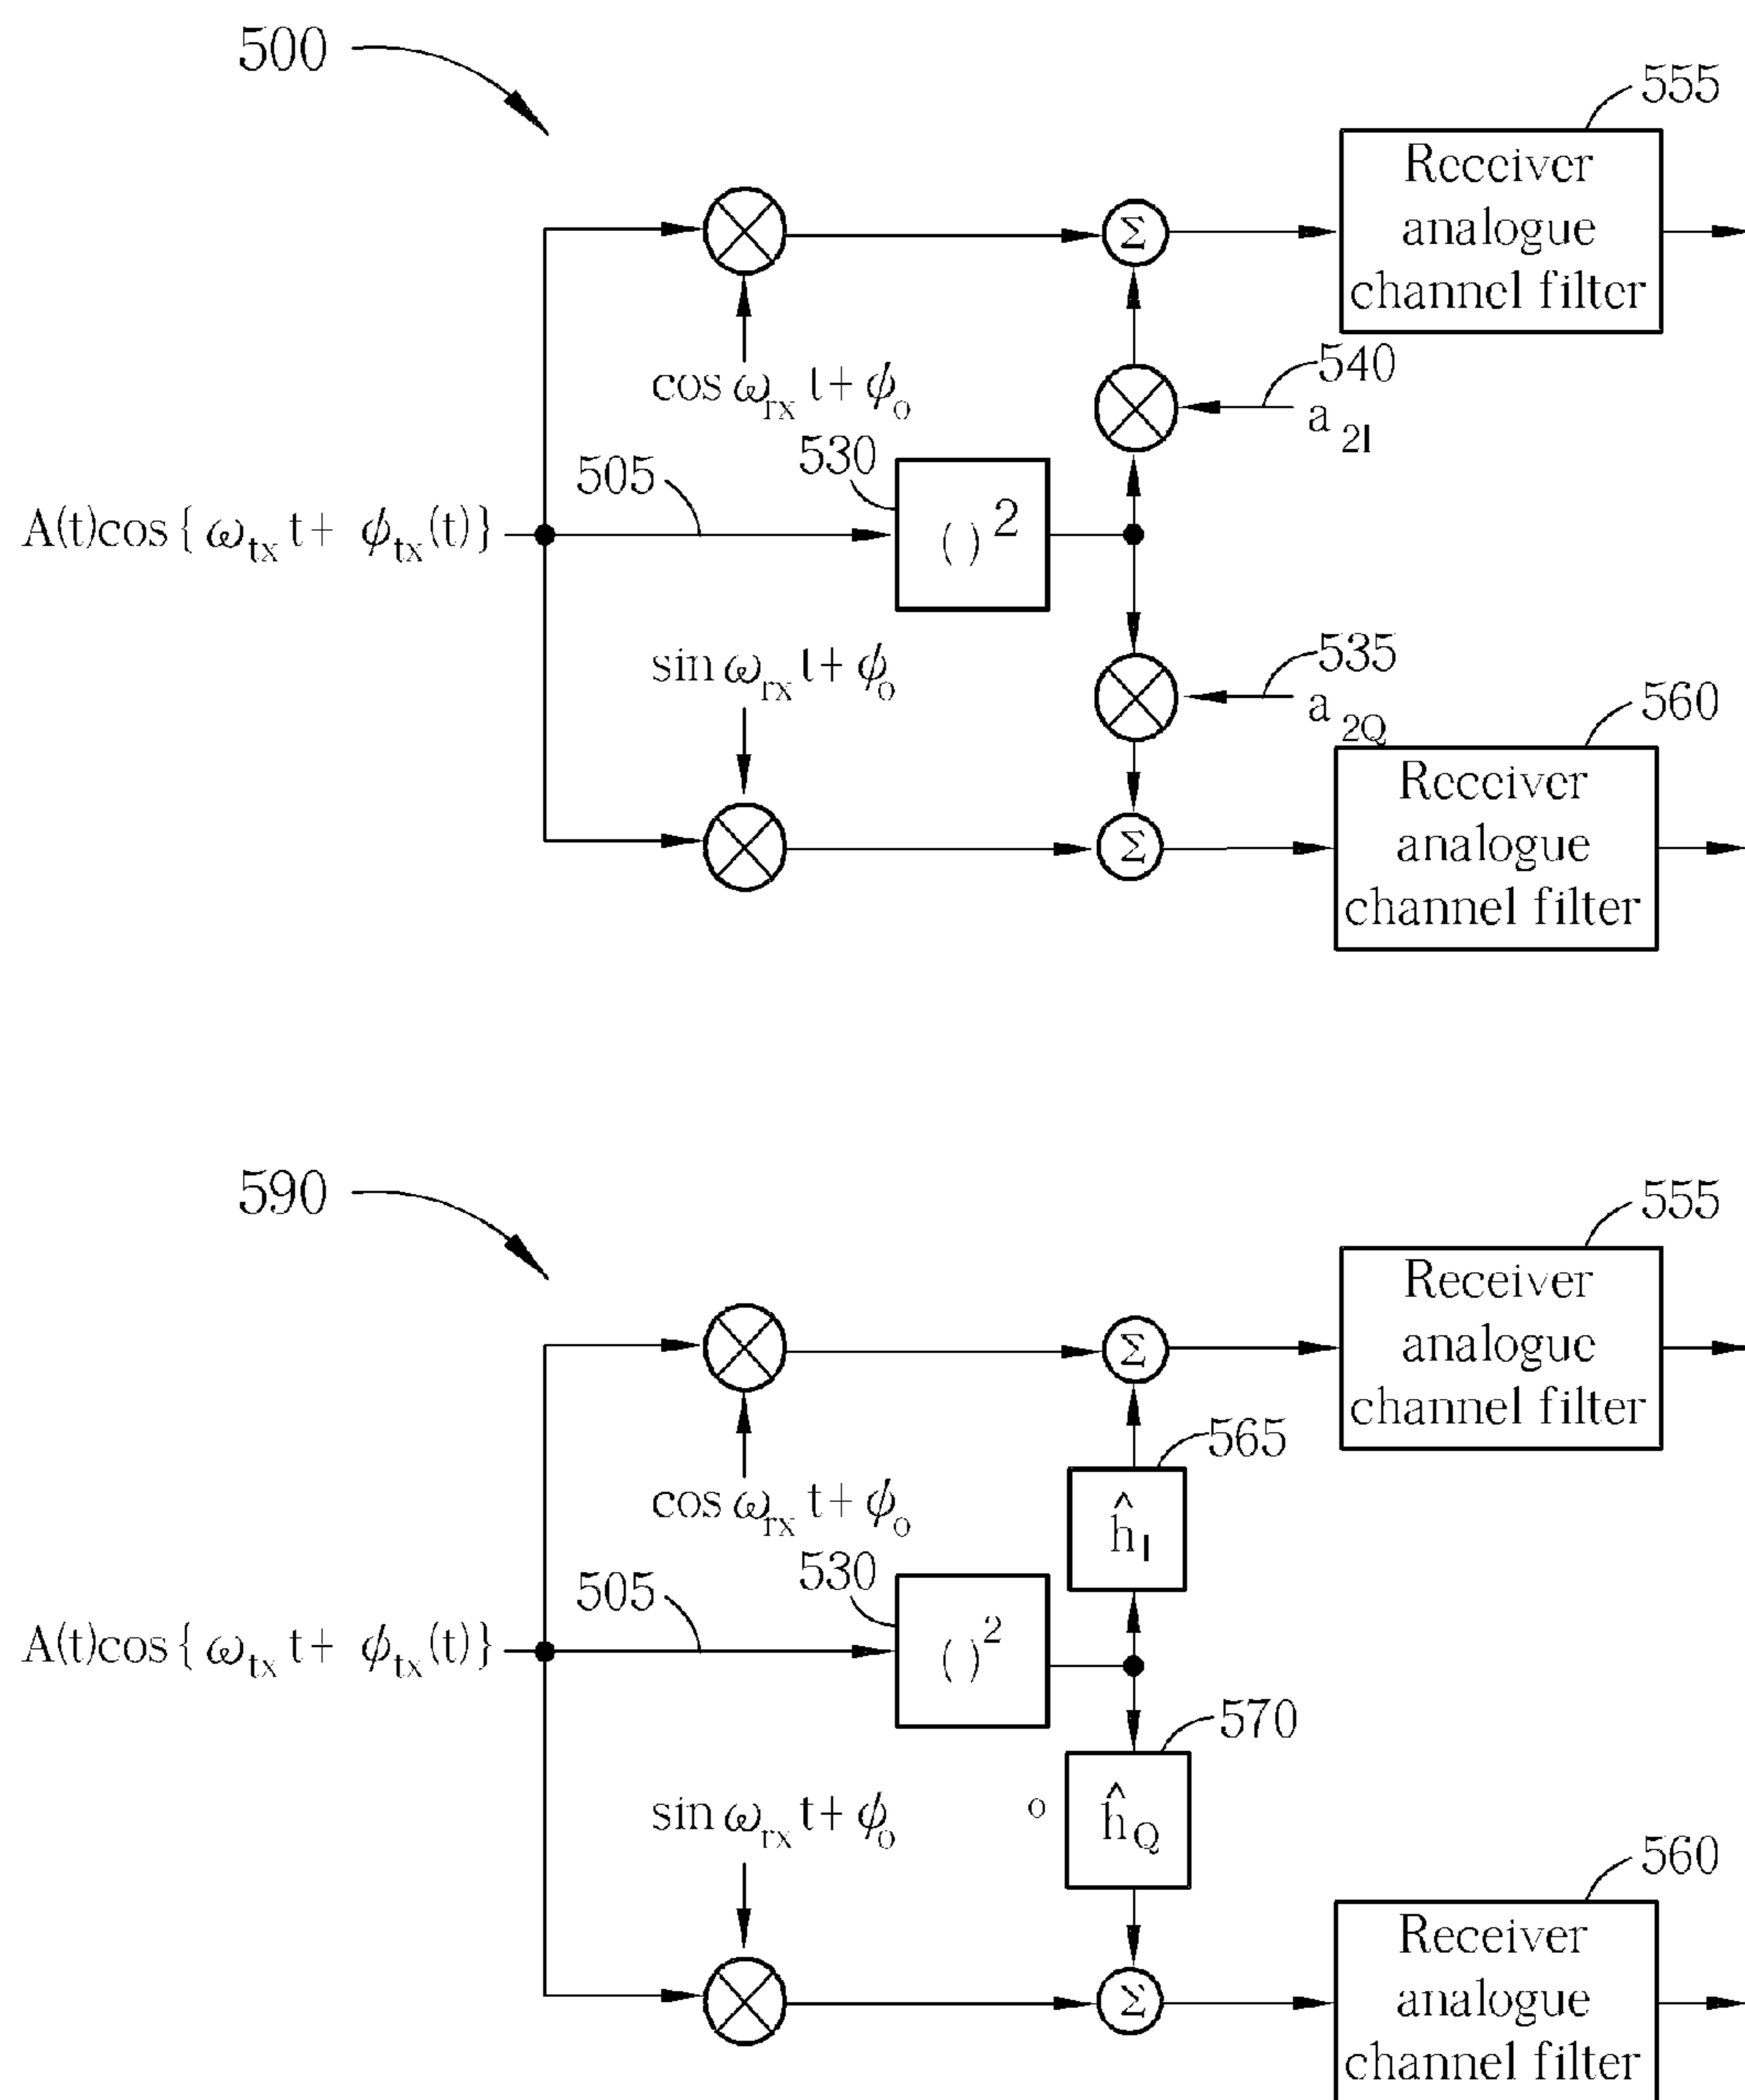 500
555
Receiver
analogue
channel filter
Σ
cos ω_rx t + φ_o
540
a_2I
505
530
A(t)cos{ω_tx t + φ_tx(t)}
( )^2
sin ω_rx t + φ_o
535
a_2Q
560
Receiver
analogue
channel filter
Σ
590
555
Receiver
analogue
channel filter
Σ
565
ĥ_I
cos ω_rx t + φ_o
505
530
A(t)cos{ω_tx t + φ_tx(t)}
( )^2
570
ĥ_Q
o
sin ω_rx t + φ_o
560
Receiver
analogue
channel filter
Σ